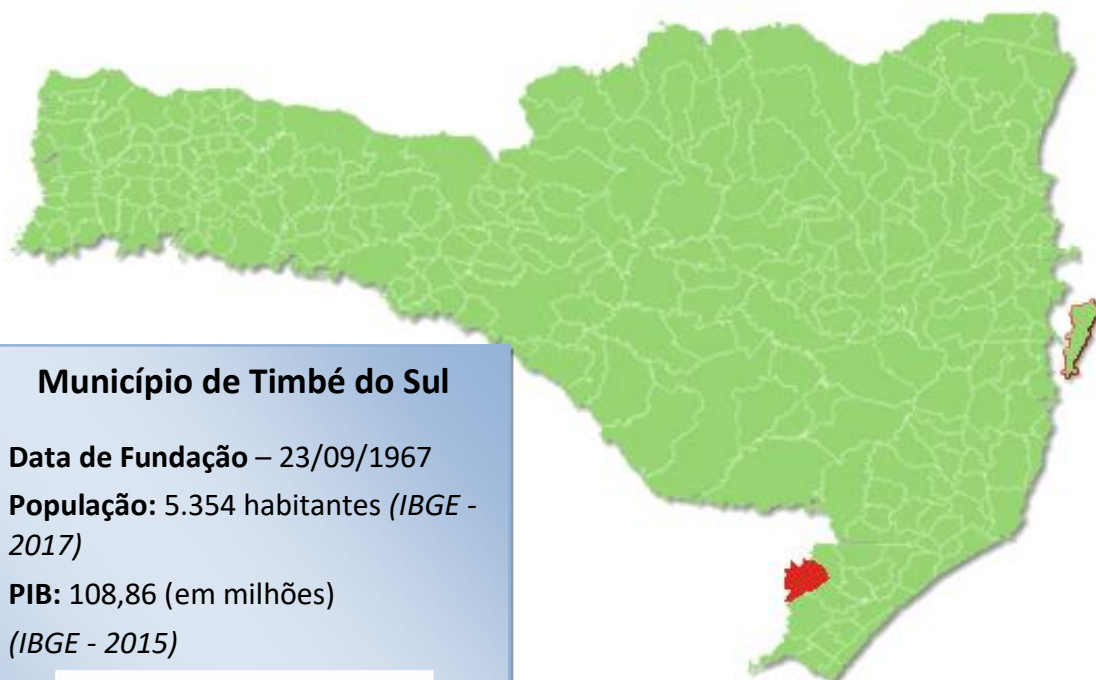 Município de Timbé do Sul
Data de Fundação – 23/09/1967
População: 5.354 habitantes (IBGE -
2017)
PIB: 108,86 (em milhões)
(IBGE - 2015)